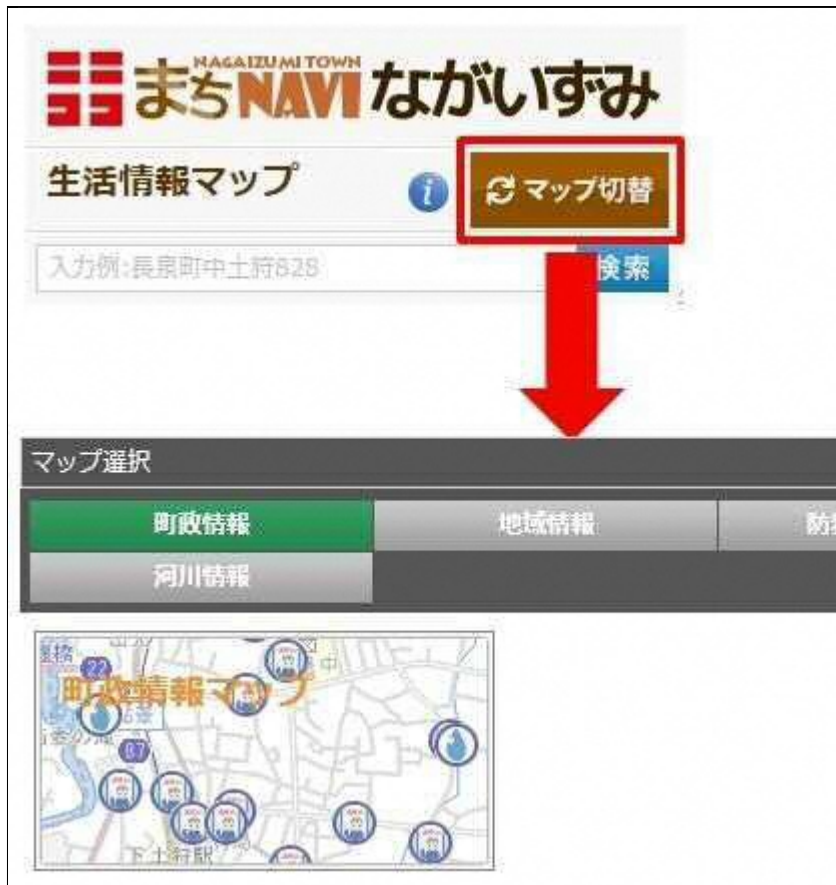 NAGAIZUMI TOWN
まちNAVIながいずみ
生活情報マップ
マップ切替
入力例:長泉町中土狩828
検索
マップ選択
町政情報
地域情報
防
河川情報
22
町政情報マップ
87
下土狩駅